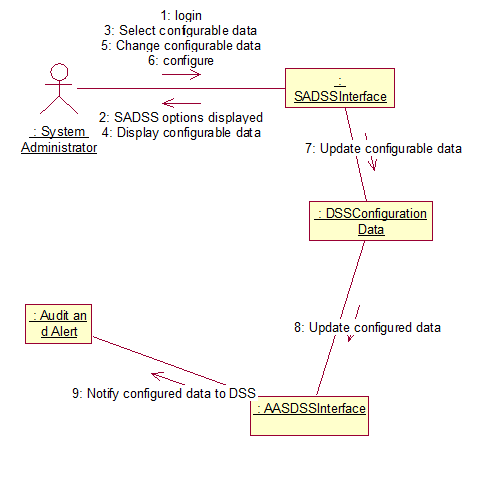 1: login
3: Select configurable data
5: Change configurable data
6: configure
:
SADSSInterface
2: SADSS options displayed
4: Display configurable data
: System
Administrator
7: Update configurable data
: DSSConfiguration
Data
8: Update configured data
: Audit an
d Alert
9: Notify configured data to DSS
: AASDSSInterface